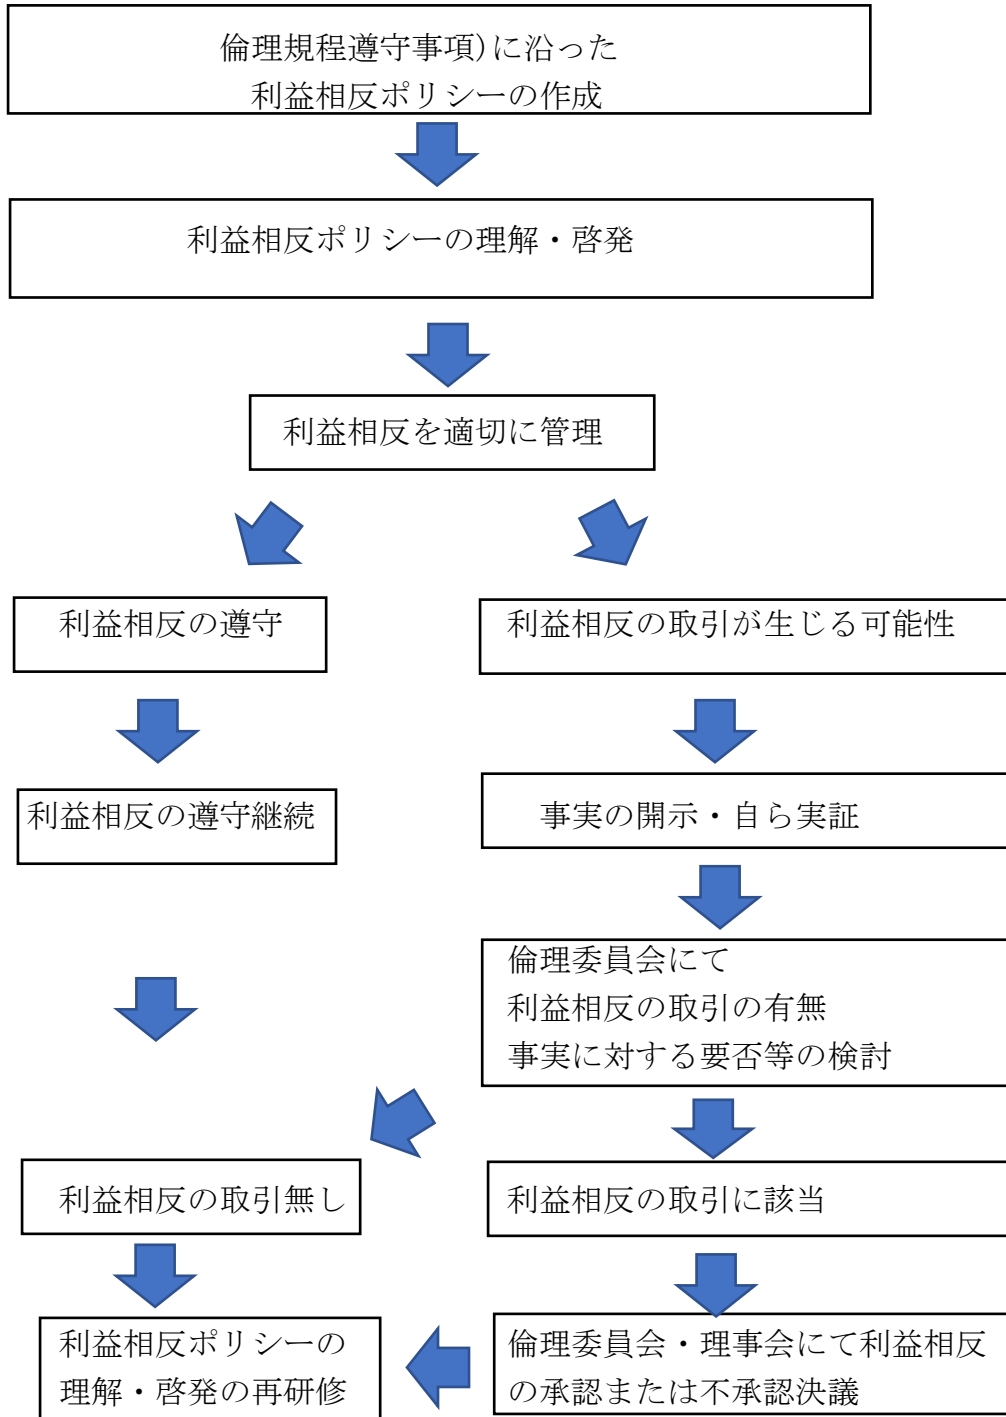 倫理規程遵守事項)に沿った
利益相反ポリシーの作成
利益相反ポリシーの理解・啓発
利益相反を適切に管理
利益相反の遵守
利益相反の取引が生じる可能性
利益相反の遵守継続
事実の開示・自ら実証
倫理委員会にて
利益相反の取引の有無
事実に対する要否等の検討
利益相反の取引無し
利益相反の取引に該当
利益相反ポリシーの
理解・啓発の再研修
倫理委員会・理事会にて利益相反
の承認または不承認決議